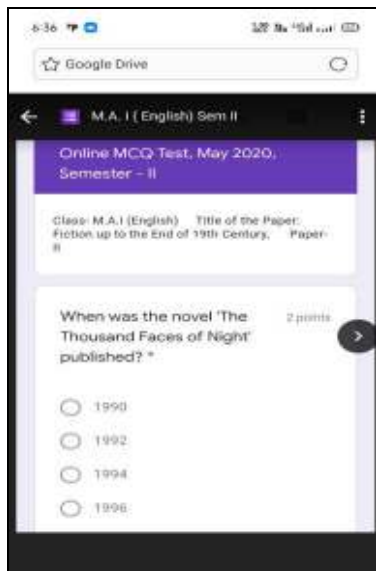 6:36
Google Drive
M.A. I ( English) Sem II
Online MCQ Test, May 2020,
Semester - II
Class- M.A.I (English) Title of the Paper:
Fiction up to the End of 19th Century, Paper-
II
When was the novel 'The 2 points
Thousand Faces of Night'
published? *
1990
1992
1994
1996